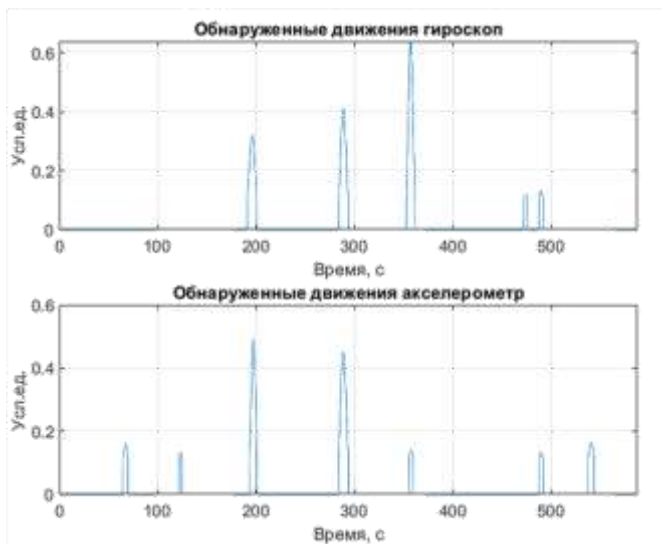 Обнаруженные движения гироскоп
0.6
0.4
0.2
0
Усл.ед.
0 100 200 300 400 500
Время, с
Обнаруженные движения акселерометр
0.6
0.4
0.2
0
Усл.ед.
0 100 200 300 400 500
Время, с